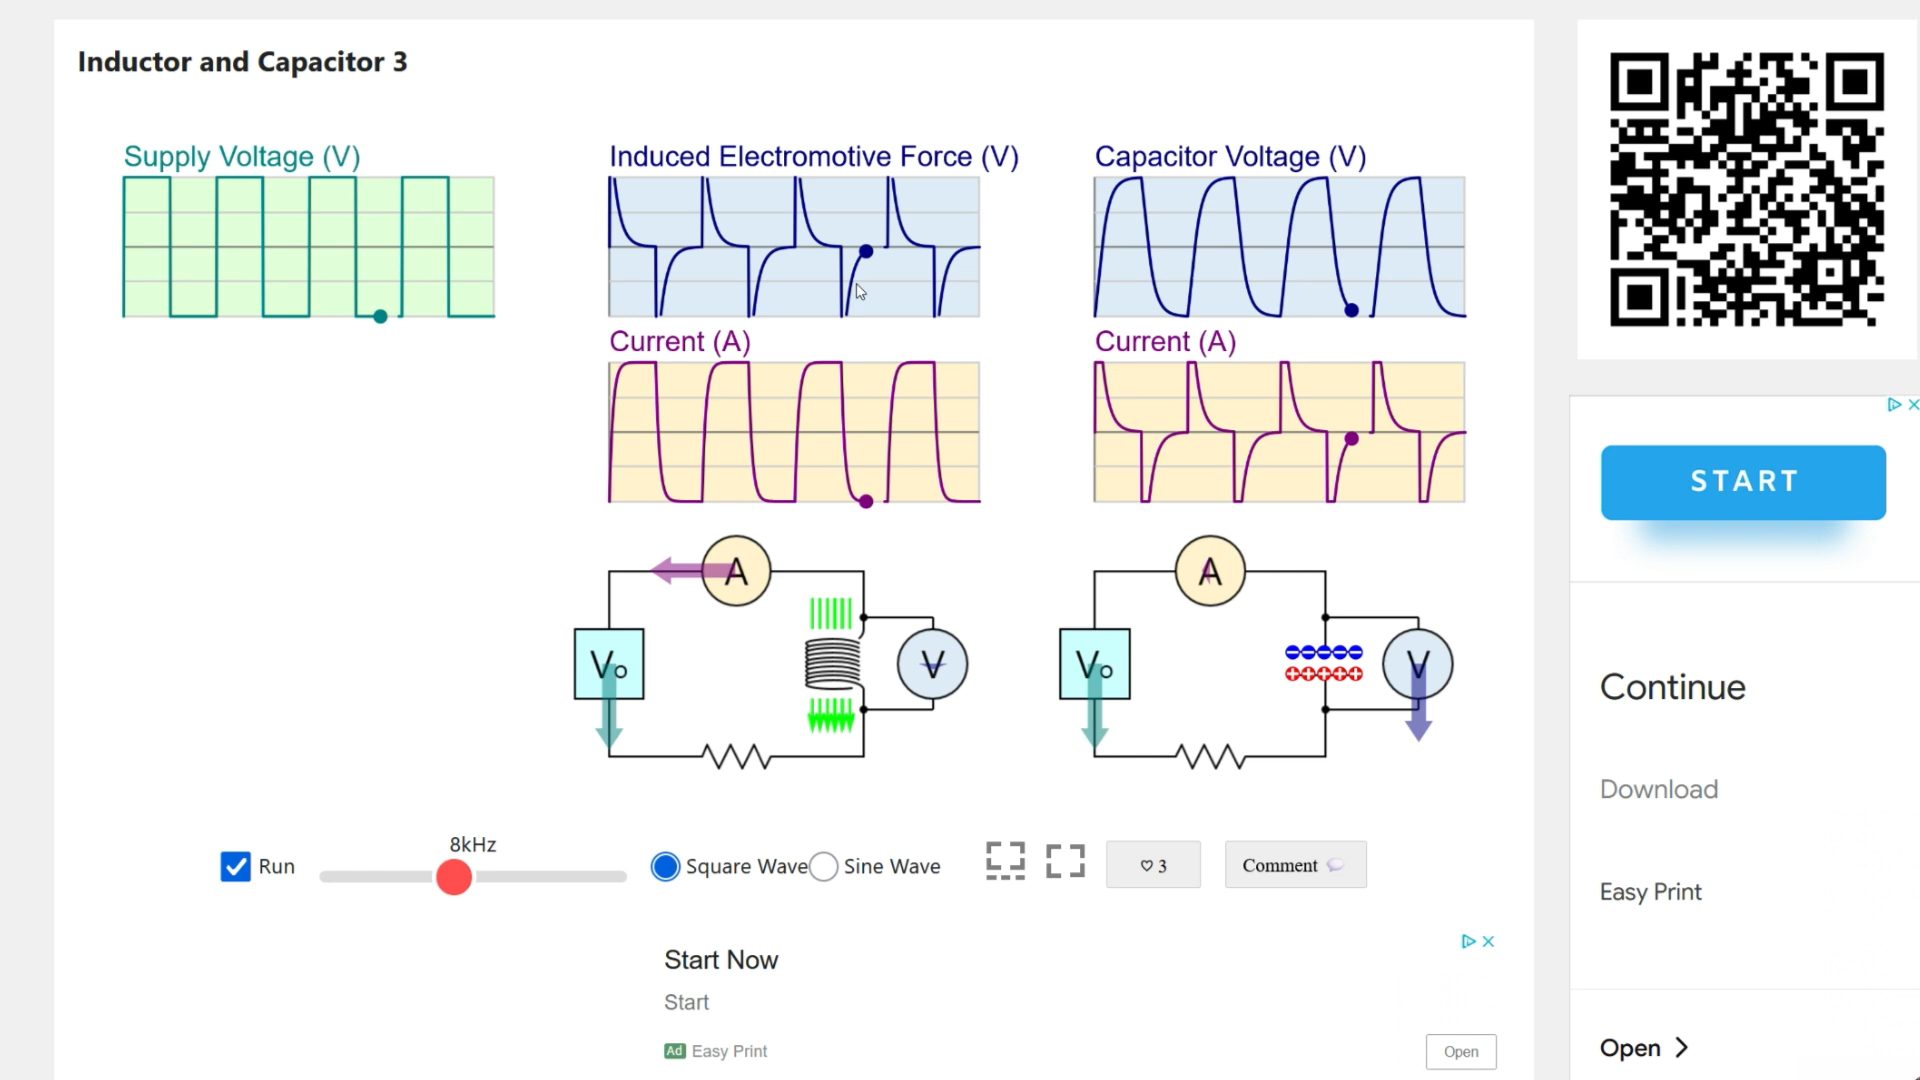 Inductor and Capacitor 3
Supply Voltage (V)
Induced Electromotive Force (V)
Capacitor Voltage (V)
Current (A)
Current (A)
A
Vo
V
A
Vo
V
Run
8kHz
Square Wave
Sine Wave
♡ 3
Comment
Start Now
Start
Ad Easy Print
Open
START
Continue
Download
Easy Print
Open